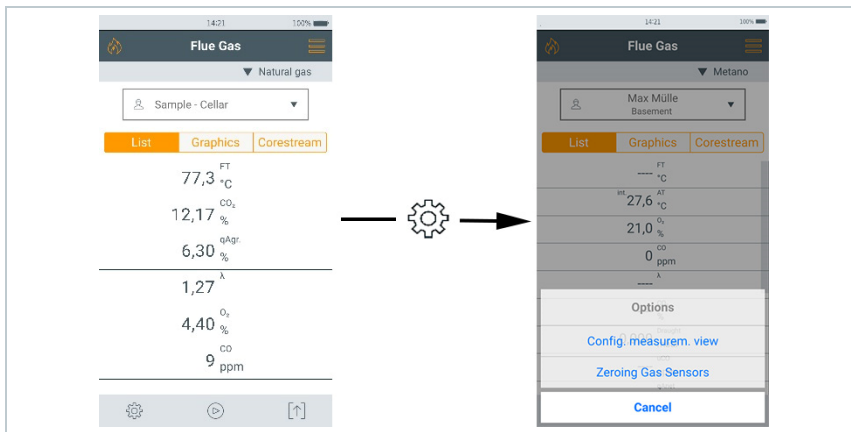 14:21 100%
Flue Gas
▼ Natural gas
Sample - Cellar ▼
List Graphics Corestream
77,3 FT °C
12,17 CO₂ %
6,30 qAgr. %
1,27 λ
4,40 O₂ %
9 CO ppm
14:21 100%
Flue Gas
▼ Metano
Max Mülle
Basement
List Graphics Corestream
---- FT °C
Int. 27,6 AT °C
21,0 O₂ %
0 CO ppm
---- λ
Options
Config. measurem. view
Zeroing Gas Sensors
Cancel